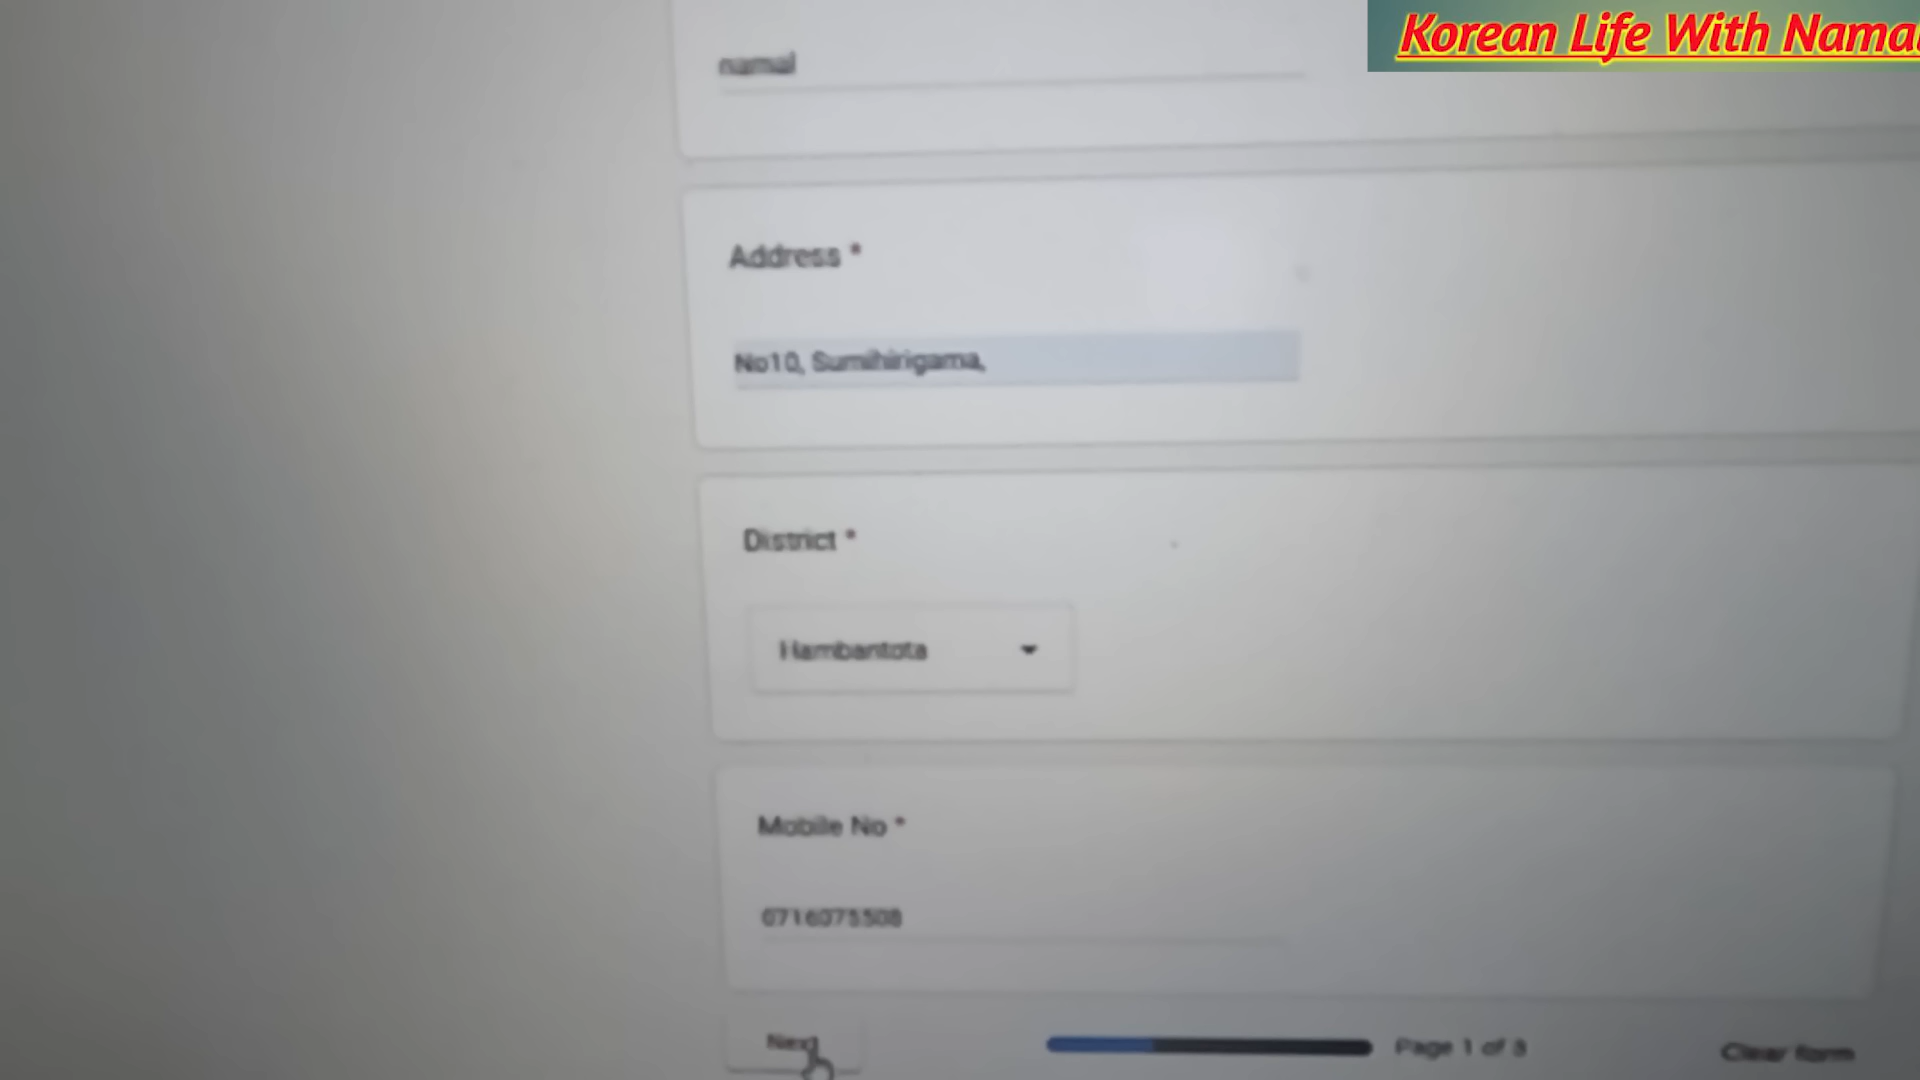 Korean Life With Nama
namal
Address *
No10, Sumihirigama,
District *
Hambantota
Mobile No *
0716075508
Next
Page 1 of 3
Clear form